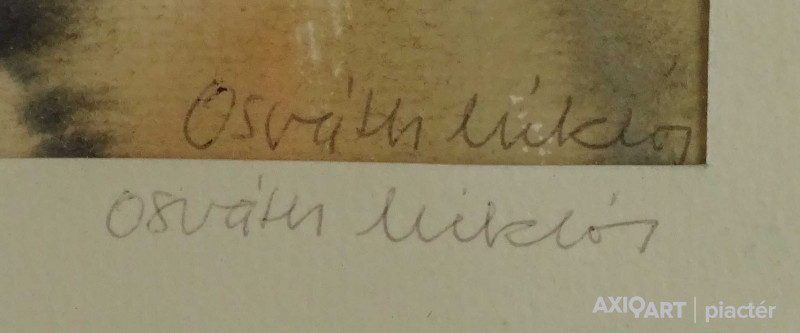 Osváth Miklós
Osváth Miklós
AXIOART | piactér